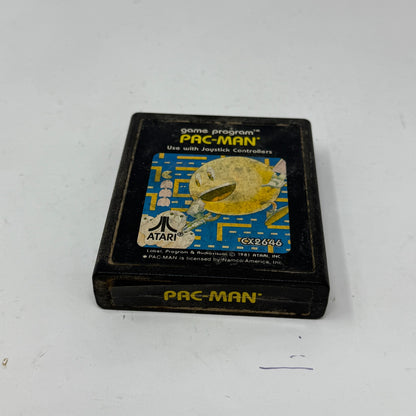 game program™
PAC-MAN®
Use with Joystick Controllers
ATARI®
CX2646
Label, Program & Audiovisual © 1981 ATARI, INC.
● PAC-MAN is licensed by Namco-America, Inc.
PAC-MAN®